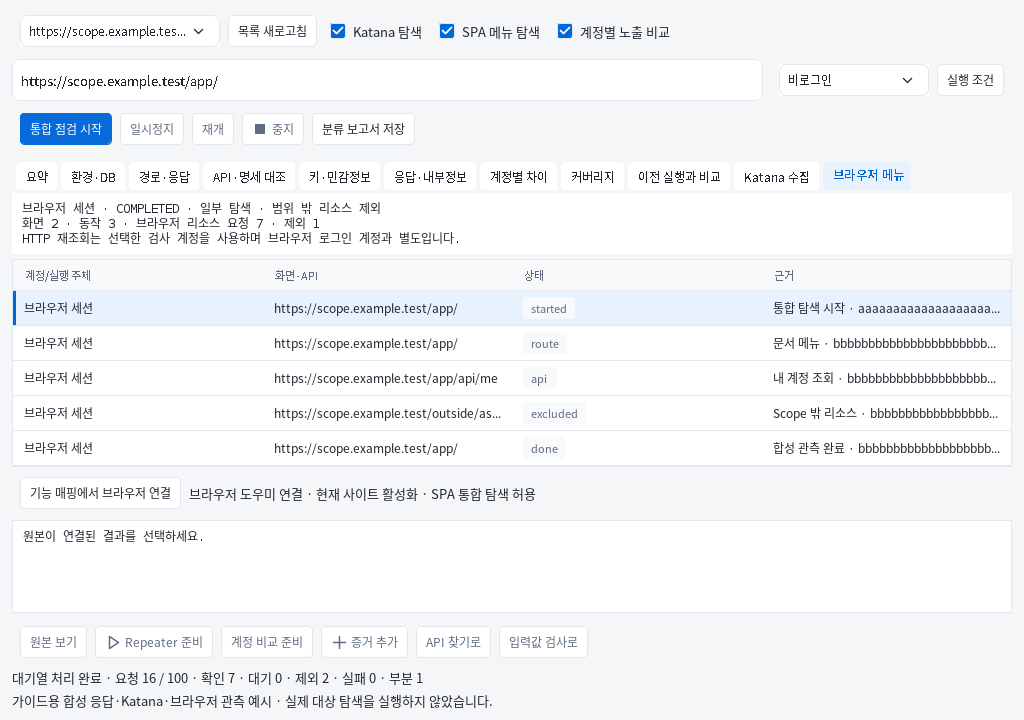 https://scope.example.tes... 목록 새로고침 Katana 탐색 SPA 메뉴 탐색 계정별 노출 비교
https://scope.example.test/app/ 비로그인 실행 조건
통합 점검 시작 일시정지 재개 중지 분류 보고서 저장
요약 환경·DB 경로·응답 API·명세 대조 키·민감정보 응답·내부정보 계정별 차이 커버리지 이전 실행과 비교 Katana 수집 브라우저 메뉴
브라우저 세션 · COMPLETED · 일부 탐색 · 범위 밖 리소스 제외
화면 2 · 동작 3 · 브라우저 리소스 요청 7 · 제외 1
HTTP 재조회는 선택한 검사 계정을 사용하며 브라우저 로그인 계정과 별도입니다.
계정/실행 주체 화면·API 상태 근거
브라우저 세션 https://scope.example.test/app/ started 통합 탐색 시작 · aaaaaaaaaaaaaaaaaaa...
브라우저 세션 https://scope.example.test/app/ route 문서 메뉴 · bbbbbbbbbbbbbbbbbbbbbb...
브라우저 세션 https://scope.example.test/app/api/me api 내 계정 조회 · bbbbbbbbbbbbbbbbbbbb...
브라우저 세션 https://scope.example.test/outside/as... excluded Scope 밖 리소스 · bbbbbbbbbbbbbbbbb...
브라우저 세션 https://scope.example.test/app/ done 합성 관측 완료 · bbbbbbbbbbbbbbbbbbb...
기능 매핑에서 브라우저 연결 브라우저 도우미 연결 · 현재 사이트 활성화 · SPA 통합 탐색 허용
원본이 연결된 결과를 선택하세요.
원본 보기 Repeater 준비 계정 비교 준비 증거 추가 API 찾기로 입력값 검사로
대기열 처리 완료 · 요청 16 / 100 · 확인 7 · 대기 0 · 제외 2 · 실패 0 · 부분 1
가이드용 합성 응답·Katana·브라우저 관측 예시 · 실제 대상 탐색을 실행하지 않았습니다.